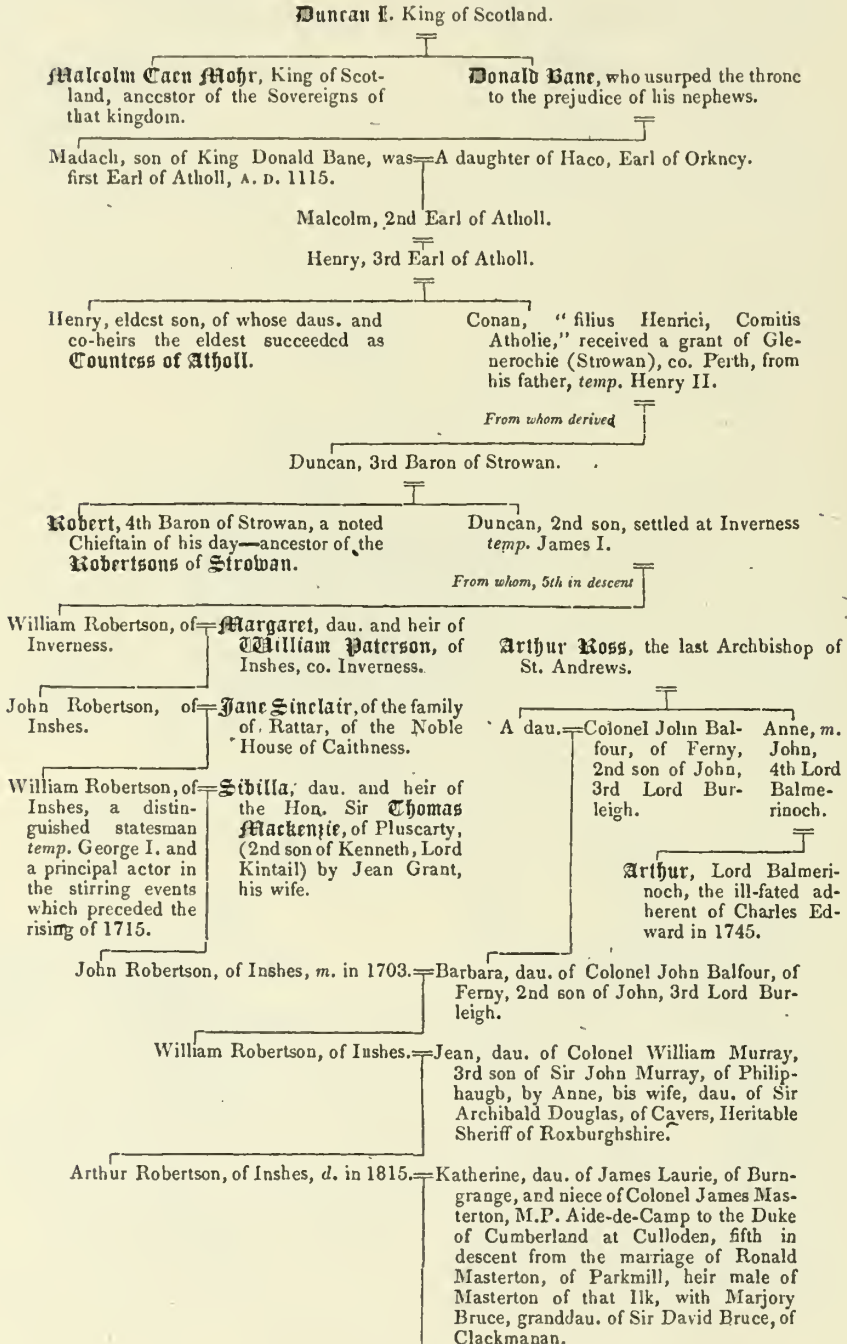 Duncan I. King of Scotland.
Malcolm Caen Mohr, King of Scot-
land, ancestor of the Sovereigns of
that kingdom.
Donald Bane, who usurped the throne
to the prejudice of his nephews.
Madach, son of King Donald Bane, was
first Earl of Atholl, A. D. 1115.
A daughter of Haco, Earl of Orkney.
Malcolm, 2nd Earl of Atholl.
Henry, 3rd Earl of Atholl.
Henry, eldest son, of whose daus. and
co-heirs the eldest succeeded as
Countess of Atholl.
Conan, "filius Henrici, Comitis
Atholie," received a grant of Gle-
nerochie (Strowan), co. Perth, from
his father, temp. Henry II.
From whom derived
Duncan, 3rd Baron of Strowan.
Robert, 4th Baron of Strowan, a noted
Chieftain of his day—ancestor of the
Robertsons of Strowan.
Duncan, 2nd son, settled at Inverness
temp. James I.
From whom, 5th in descent
William Robertson, of
Inverness.
Margaret, dau. and heir of
William Paterson, of
Inshes, co. Inverness.
Arthur Ross, the last Archbishop of
St. Andrews.
John Robertson, of
Inshes.
Jane Sinclair, of the family
of Rattar, of the Noble
House of Caithness.
A dau.
Colonel John Bal-
four, of Ferny,
2nd son of John,
3rd Lord Bur-
leigh.
Anne, m.
John,
4th Lord
Balme-
rinoch.
William Robertson, of
Inshes, a distin-
guished statesman
temp. George I. and
a principal actor in
the stirring events
which preceded the
rising of 1715.
Sibilla, dau. and heir of
the Hon. Sir Thomas
Mackenzie, of Pluscarty,
(2nd son of Kenneth, Lord
Kintail) by Jean Grant,
his wife.
Arthur, Lord Balmeri-
noch, the ill-fated ad-
herent of Charles Ed-
ward in 1745.
John Robertson, of Inshes, m. in 1703.
Barbara, dau. of Colonel John Balfour, of
Ferny, 2nd son of John, 3rd Lord Bur-
leigh.
William Robertson, of Inshes.
Jean, dau. of Colonel William Murray,
3rd son of Sir John Murray, of Philip-
haugb, by Anne, bis wife, dau. of Sir
Archibald Douglas, of Cavers, Heritable
Sheriff of Roxburghshire.
Arthur Robertson, of Inshes, d. in 1815.
Katherine, dau. of James Laurie, of Burn-
grange, and niece of Colonel James Mas-
terton, M.P. Aide-de-Camp to the Duke
of Cumberland at Culloden, fifth in
descent from the marriage of Ronald
Masterton, of Parkmill, heir male of
Masterton of that Ilk, with Marjory
Bruce, granddau. of Sir David Bruce, of
Clackmanan.